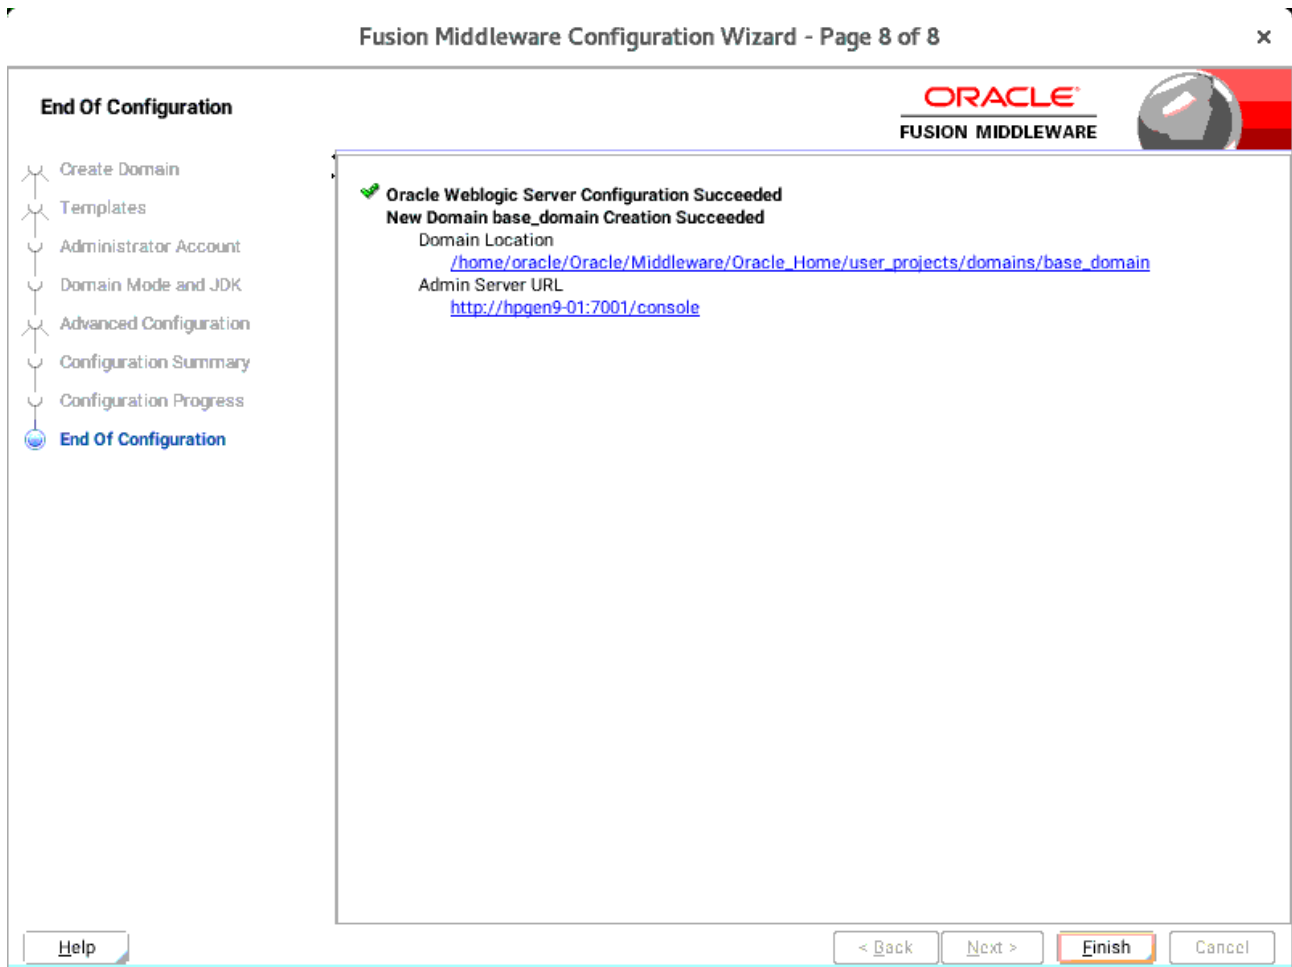 Fusion Middleware Configuration Wizard - Page 8 of 8
End Of Configuration
ORACLE
FUSION MIDDLEWARE
Create Domain
Templates
Administrator Account
Domain Mode and JDK
Advanced Configuration
Configuration Summary
Configuration Progress
End Of Configuration
Oracle Weblogic Server Configuration Succeeded
New Domain base_domain Creation Succeeded
Domain Location
/home/oracle/Oracle/Middleware/Oracle_Home/user_projects/domains/base_domain
Admin Server URL
http://hpgen9-01:7001/console
Help
< Back
Next >
Finish
Cancel